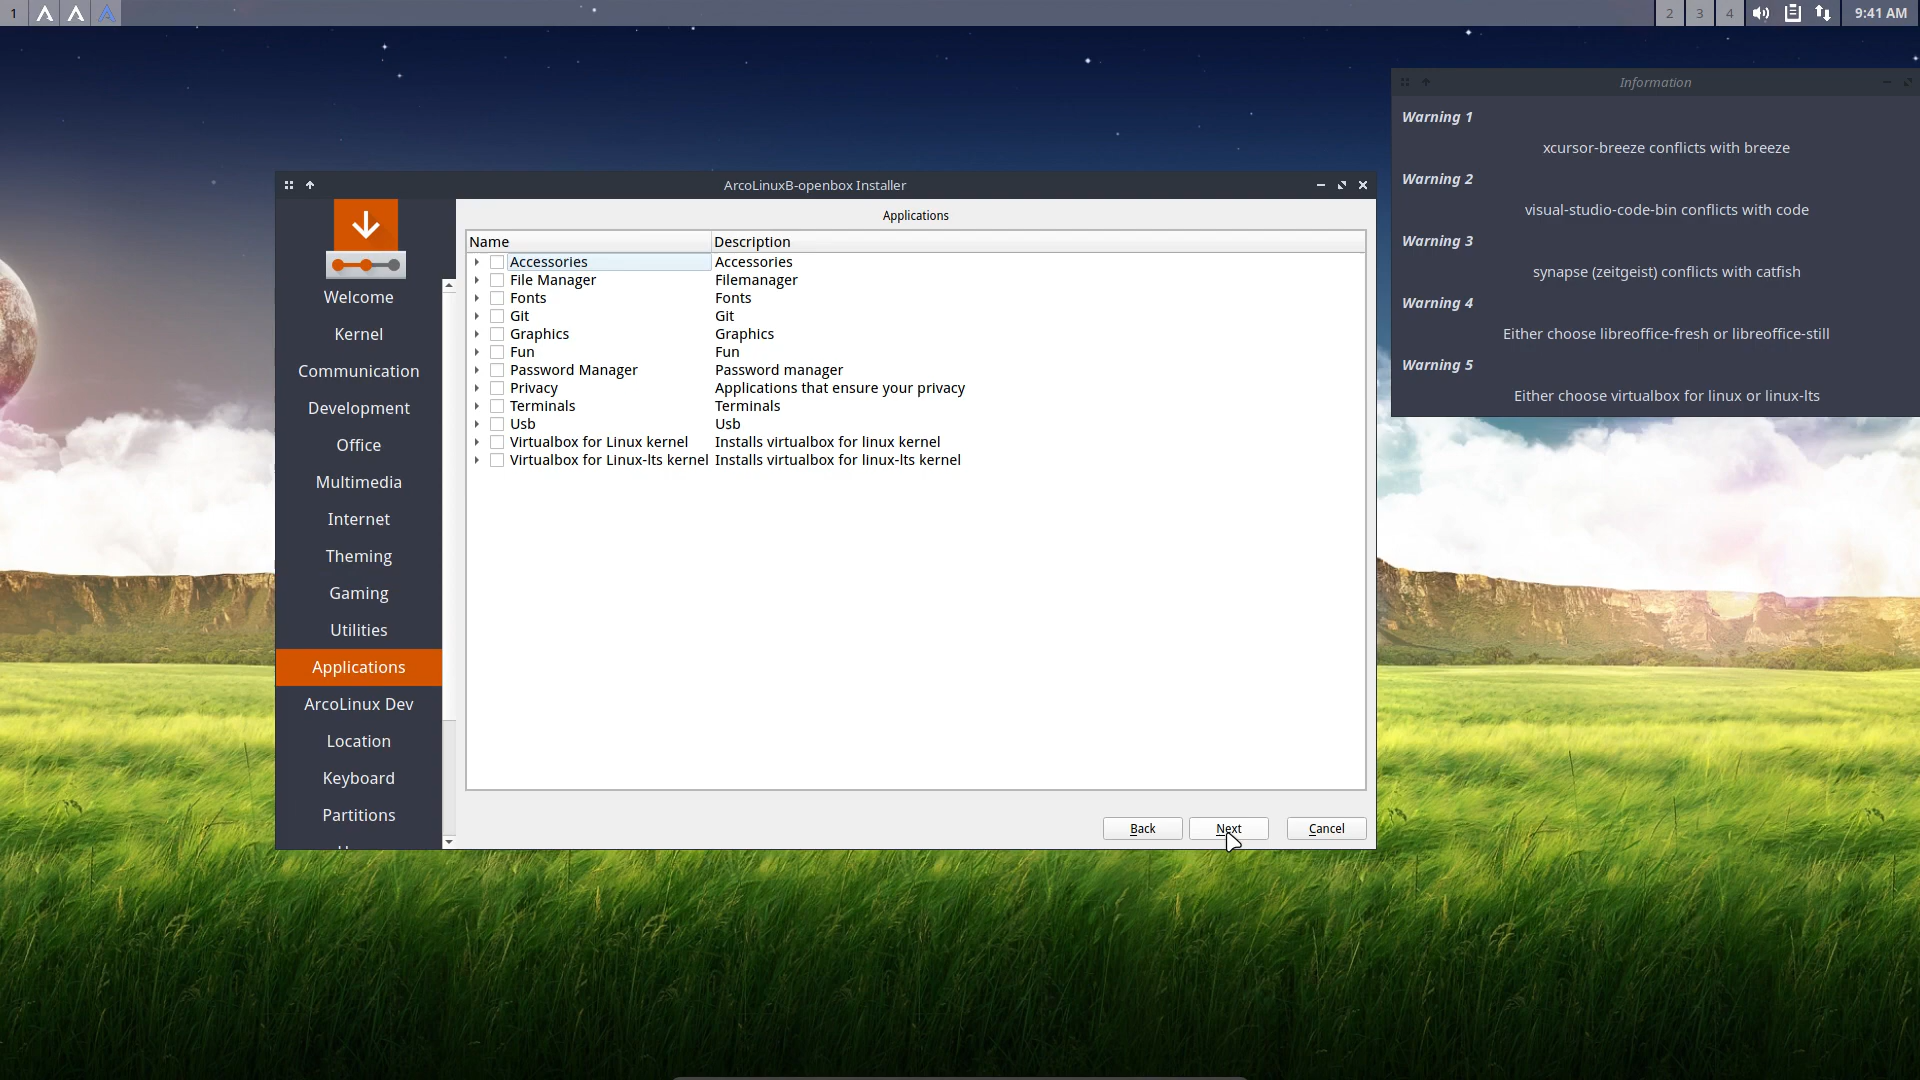 1
2 3 4 9:41 AM
Information
Warning 1
xcursor-breeze conflicts with breeze
Warning 2
visual-studio-code-bin conflicts with code
Warning 3
synapse (zeitgeist) conflicts with catfish
Warning 4
Either choose libreoffice-fresh or libreoffice-still
Warning 5
Either choose virtualbox for linux or linux-lts
ArcoLinuxB-openbox Installer
Welcome
Kernel
Communication
Development
Office
Multimedia
Internet
Theming
Gaming
Utilities
Applications
ArcoLinux Dev
Location
Keyboard
Partitions
Applications
Name Description
Accessories Accessories
File Manager Filemanager
Fonts Fonts
Git Git
Graphics Graphics
Fun Fun
Password Manager Password manager
Privacy Applications that ensure your privacy
Terminals Terminals
Usb Usb
Virtualbox for Linux kernel Installs virtualbox for linux kernel
Virtualbox for Linux-lts kernel Installs virtualbox for linux-lts kernel
Back Next Cancel